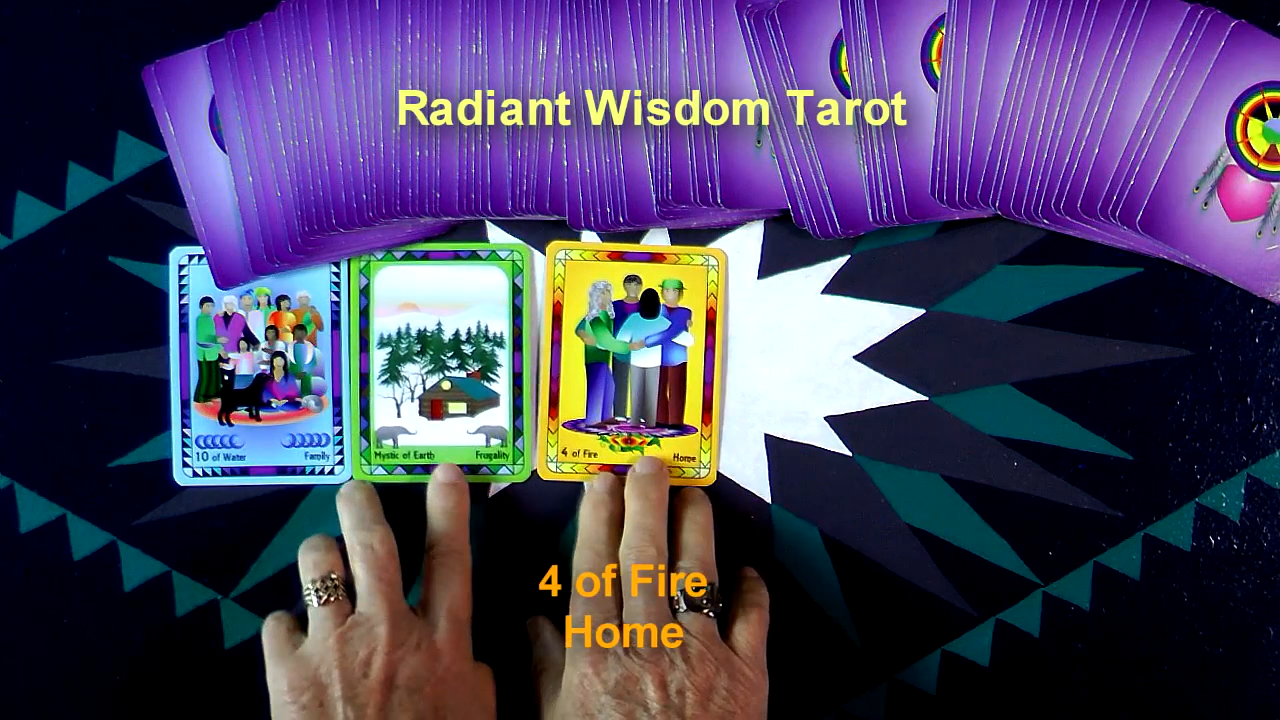 Radiant Wisdom Tarot
10 of Water Family
Mystic of Earth Frugality
4 of Fire Home
4 of Fire
Home